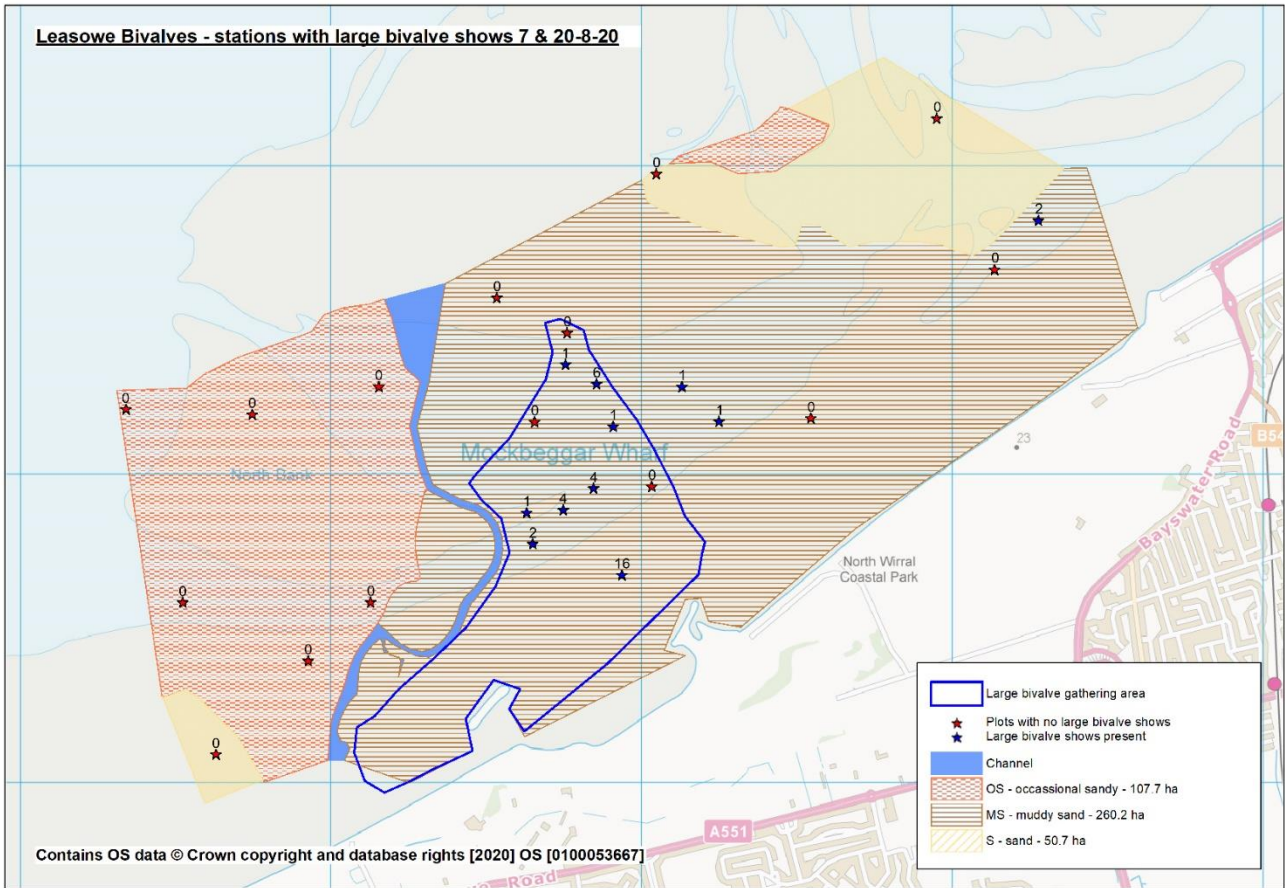 Leasowe Bivalves - stations with large bivalve shows 7 & 20-8-20
0
0
2
0
0
0
1
6
1
0
0
0
0
1
1
0
Mockbeggar Wharf
23
B54
North Bank
4
0
1
4
2
16
Bayswater Road
North Wirral
Coastal Park
0
0
0
0
Large bivalve gathering area
Plots with no large bivalve shows
Large bivalve shows present
Channel
OS - occassional sandy - 107.7 ha
MS - muddy sand - 260.2 ha
S - sand - 50.7 ha
A551
Road
Contains OS data © Crown copyright and database rights [2020] OS [0100053667]